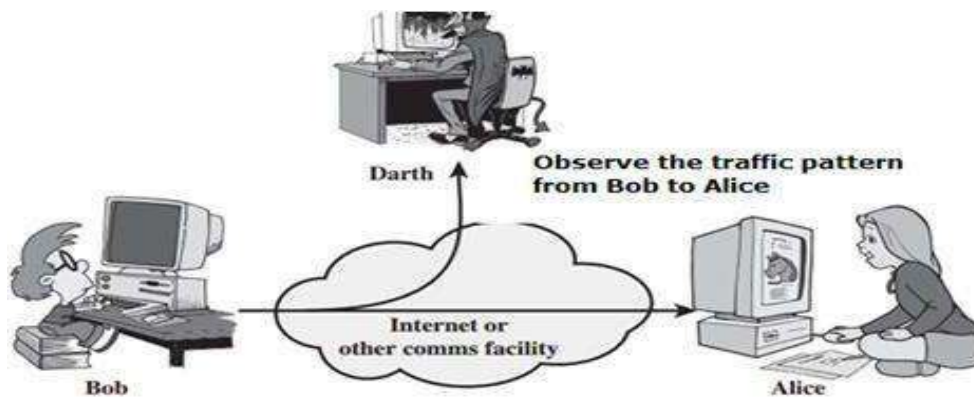 Darth
Observe the traffic pattern
from Bob to Alice
Internet or
other comms facility
Bob
Alice